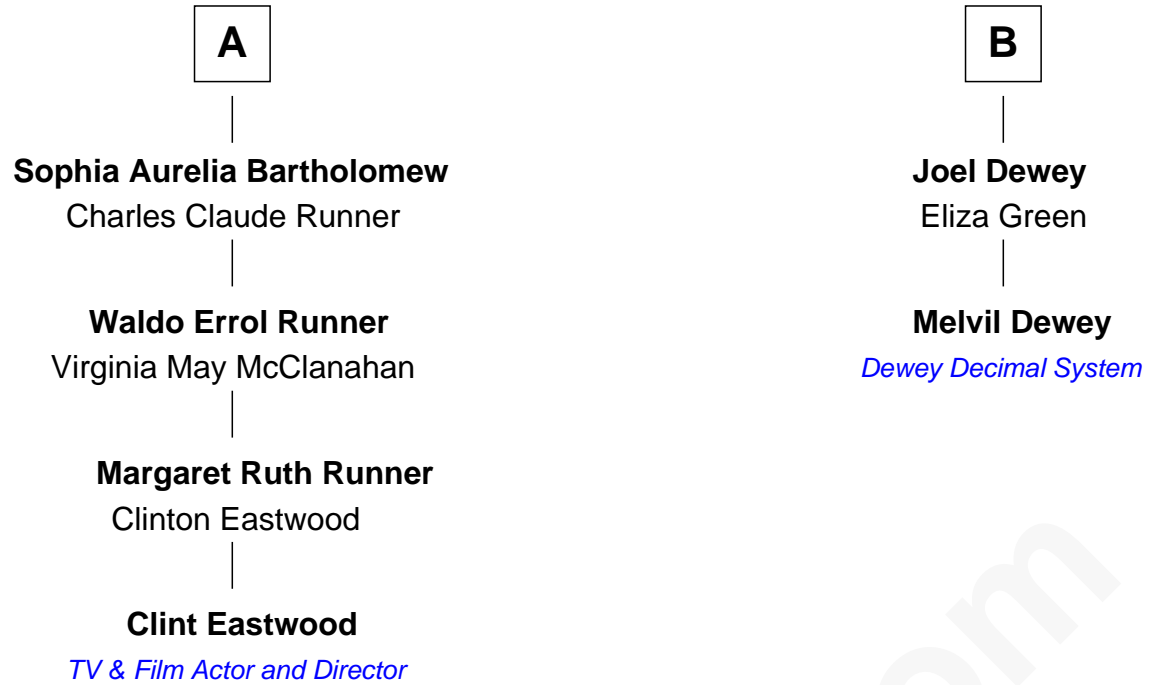 A
Sophia Aurelia Bartholomew
Charles Claude Runner
Waldo Errol Runner
Virginia May McClanahan
Margaret Ruth Runner
Clinton Eastwood
Clint Eastwood
TV & Film Actor and Director
B
Joel Dewey
Eliza Green
Melvil Dewey
Dewey Decimal System
om